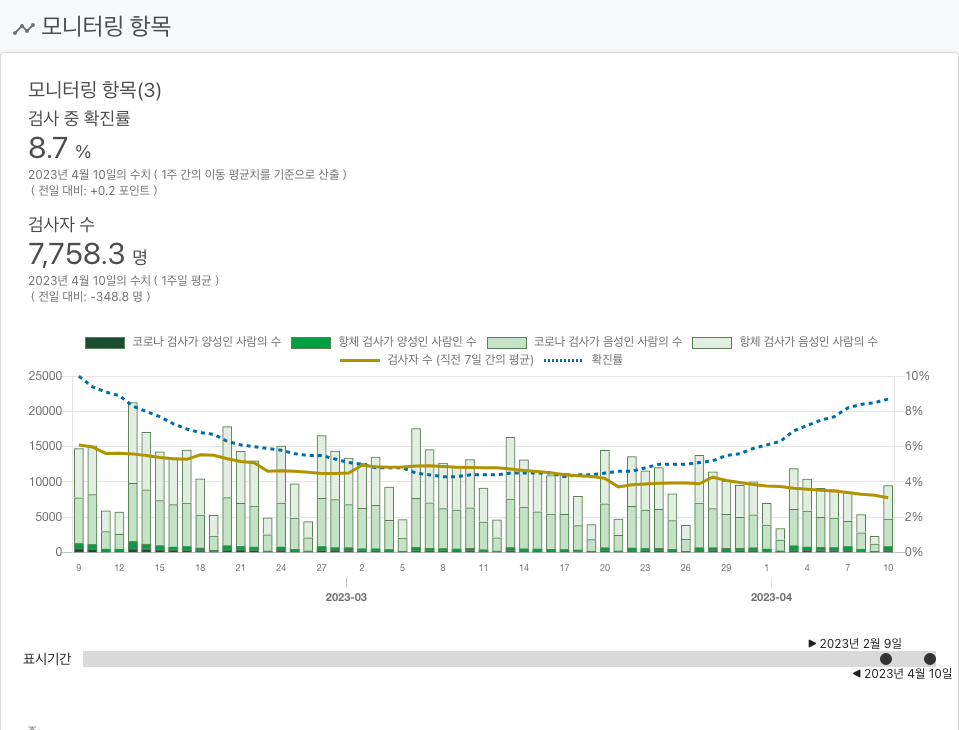 모니터링 항목
모니터링 항목(3)
검사 중 확진률
8.7 %
2023년 4월 10일의 수치 ( 1주 간의 이동 평균치를 기준으로 산출 )
( 전일 대비: +0.2 포인트 )
검사자 수
7,758.3 명
2023년 4월 10일의 수치 ( 1주일 평균 )
( 전일 대비: -348.8 명 )
코로나 검사가 양성인 사람의 수 항체 검사가 양성인 사람인 수 코로나 검사가 음성인 사람의 수 항체 검사가 음성인 사람의 수
검사자 수 (직전 7일 간의 평균) 확진률
25000 10%
20000 8%
15000 6%
10000 4%
5000 2%
0 0%
9 12 15 18 21 24 27 2 5 8 11 14 17 20 23 26 29 1 4 7 10
2023-03 2023-04
▶ 2023년 2월 9일
표시기간
◀ 2023년 4월 10일